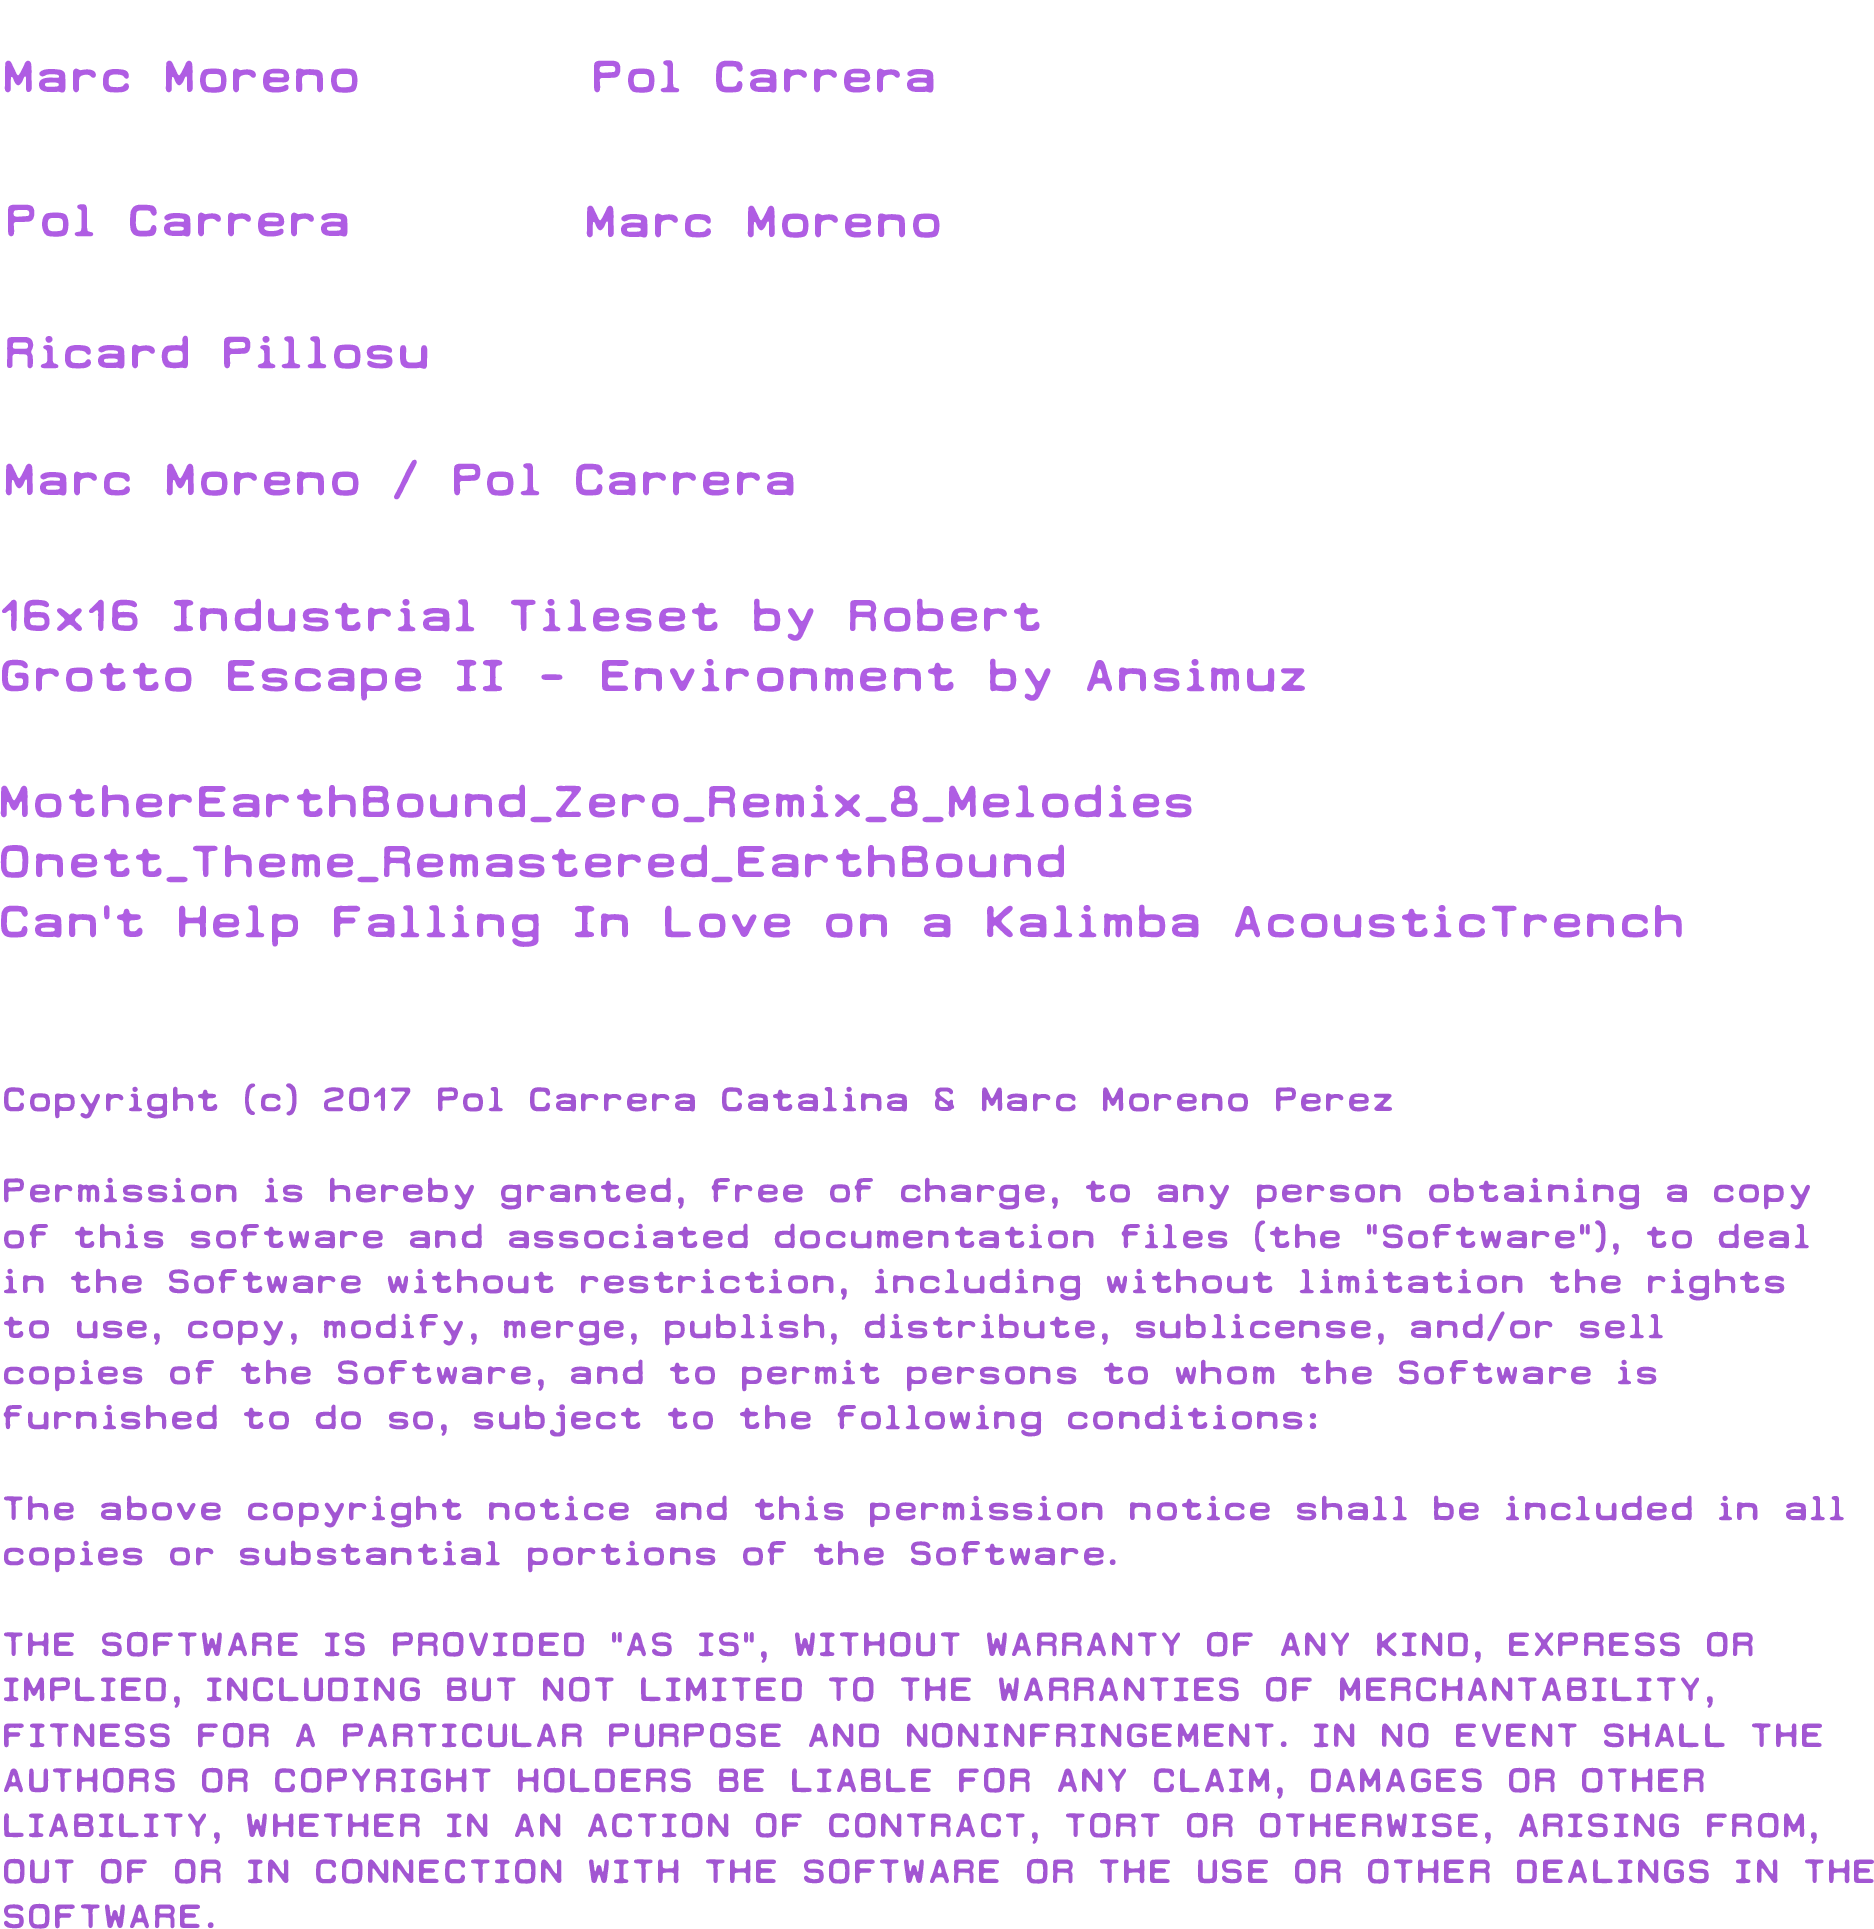 Marc Moreno Pol Carrera
Pol Carrera Marc Moreno
Ricard Pillosu
Marc Moreno / Pol Carrera
16x16 Industrial Tileset by Robert
Grotto Escape II - Environment by Ansimuz
MotherEarthBound_Zero_Remix_8_Melodies
Onett_Theme_Remastered_EarthBound
Can't Help Falling In Love on a Kalimba AcousticTrench
Copyright (c) 2017 Pol Carrera Catalina & Marc Moreno Perez
Permission is hereby granted, free of charge, to any person obtaining a copy
of this software and associated documentation files (the "Software"), to deal
in the Software without restriction, including without limitation the rights
to use, copy, modify, merge, publish, distribute, sublicense, and/or sell
copies of the Software, and to permit persons to whom the Software is
furnished to do so, subject to the following conditions:
The above copyright notice and this permission notice shall be included in all
copies or substantial portions of the Software.
THE SOFTWARE IS PROVIDED "AS IS", WITHOUT WARRANTY OF ANY KIND, EXPRESS OR
IMPLIED, INCLUDING BUT NOT LIMITED TO THE WARRANTIES OF MERCHANTABILITY,
FITNESS FOR A PARTICULAR PURPOSE AND NONINFRINGEMENT. IN NO EVENT SHALL THE
AUTHORS OR COPYRIGHT HOLDERS BE LIABLE FOR ANY CLAIM, DAMAGES OR OTHER
LIABILITY, WHETHER IN AN ACTION OF CONTRACT, TORT OR OTHERWISE, ARISING FROM,
OUT OF OR IN CONNECTION WITH THE SOFTWARE OR THE USE OR OTHER DEALINGS IN THE
SOFTWARE.